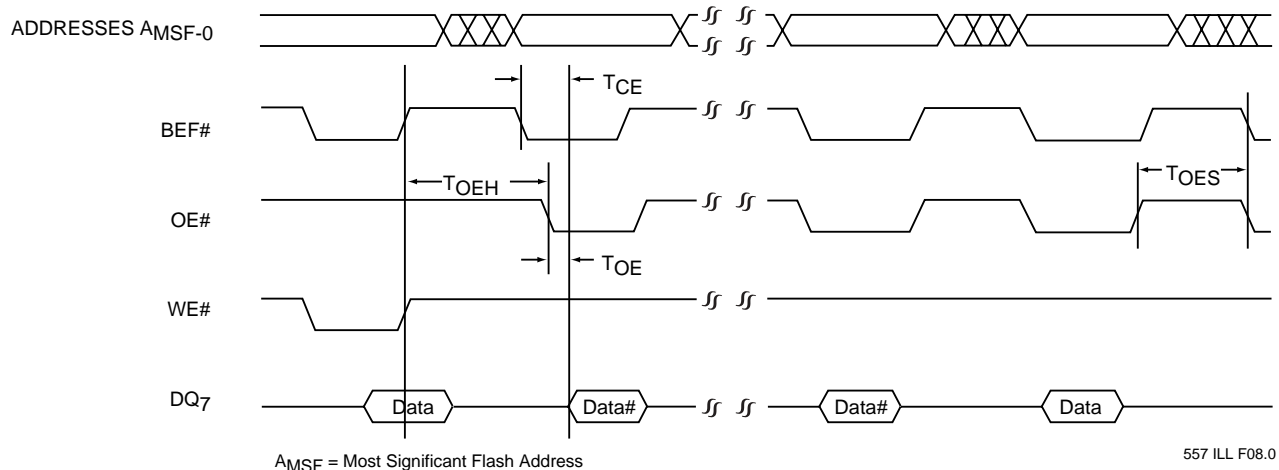 ADDRESSES AMSF-0
TCE
BEF#
TOEH
TOES
OE#
TOE
WE#
DQ7
Data
Data#
Data#
Data
AMSF = Most Significant Flash Address
557 ILL F08.0